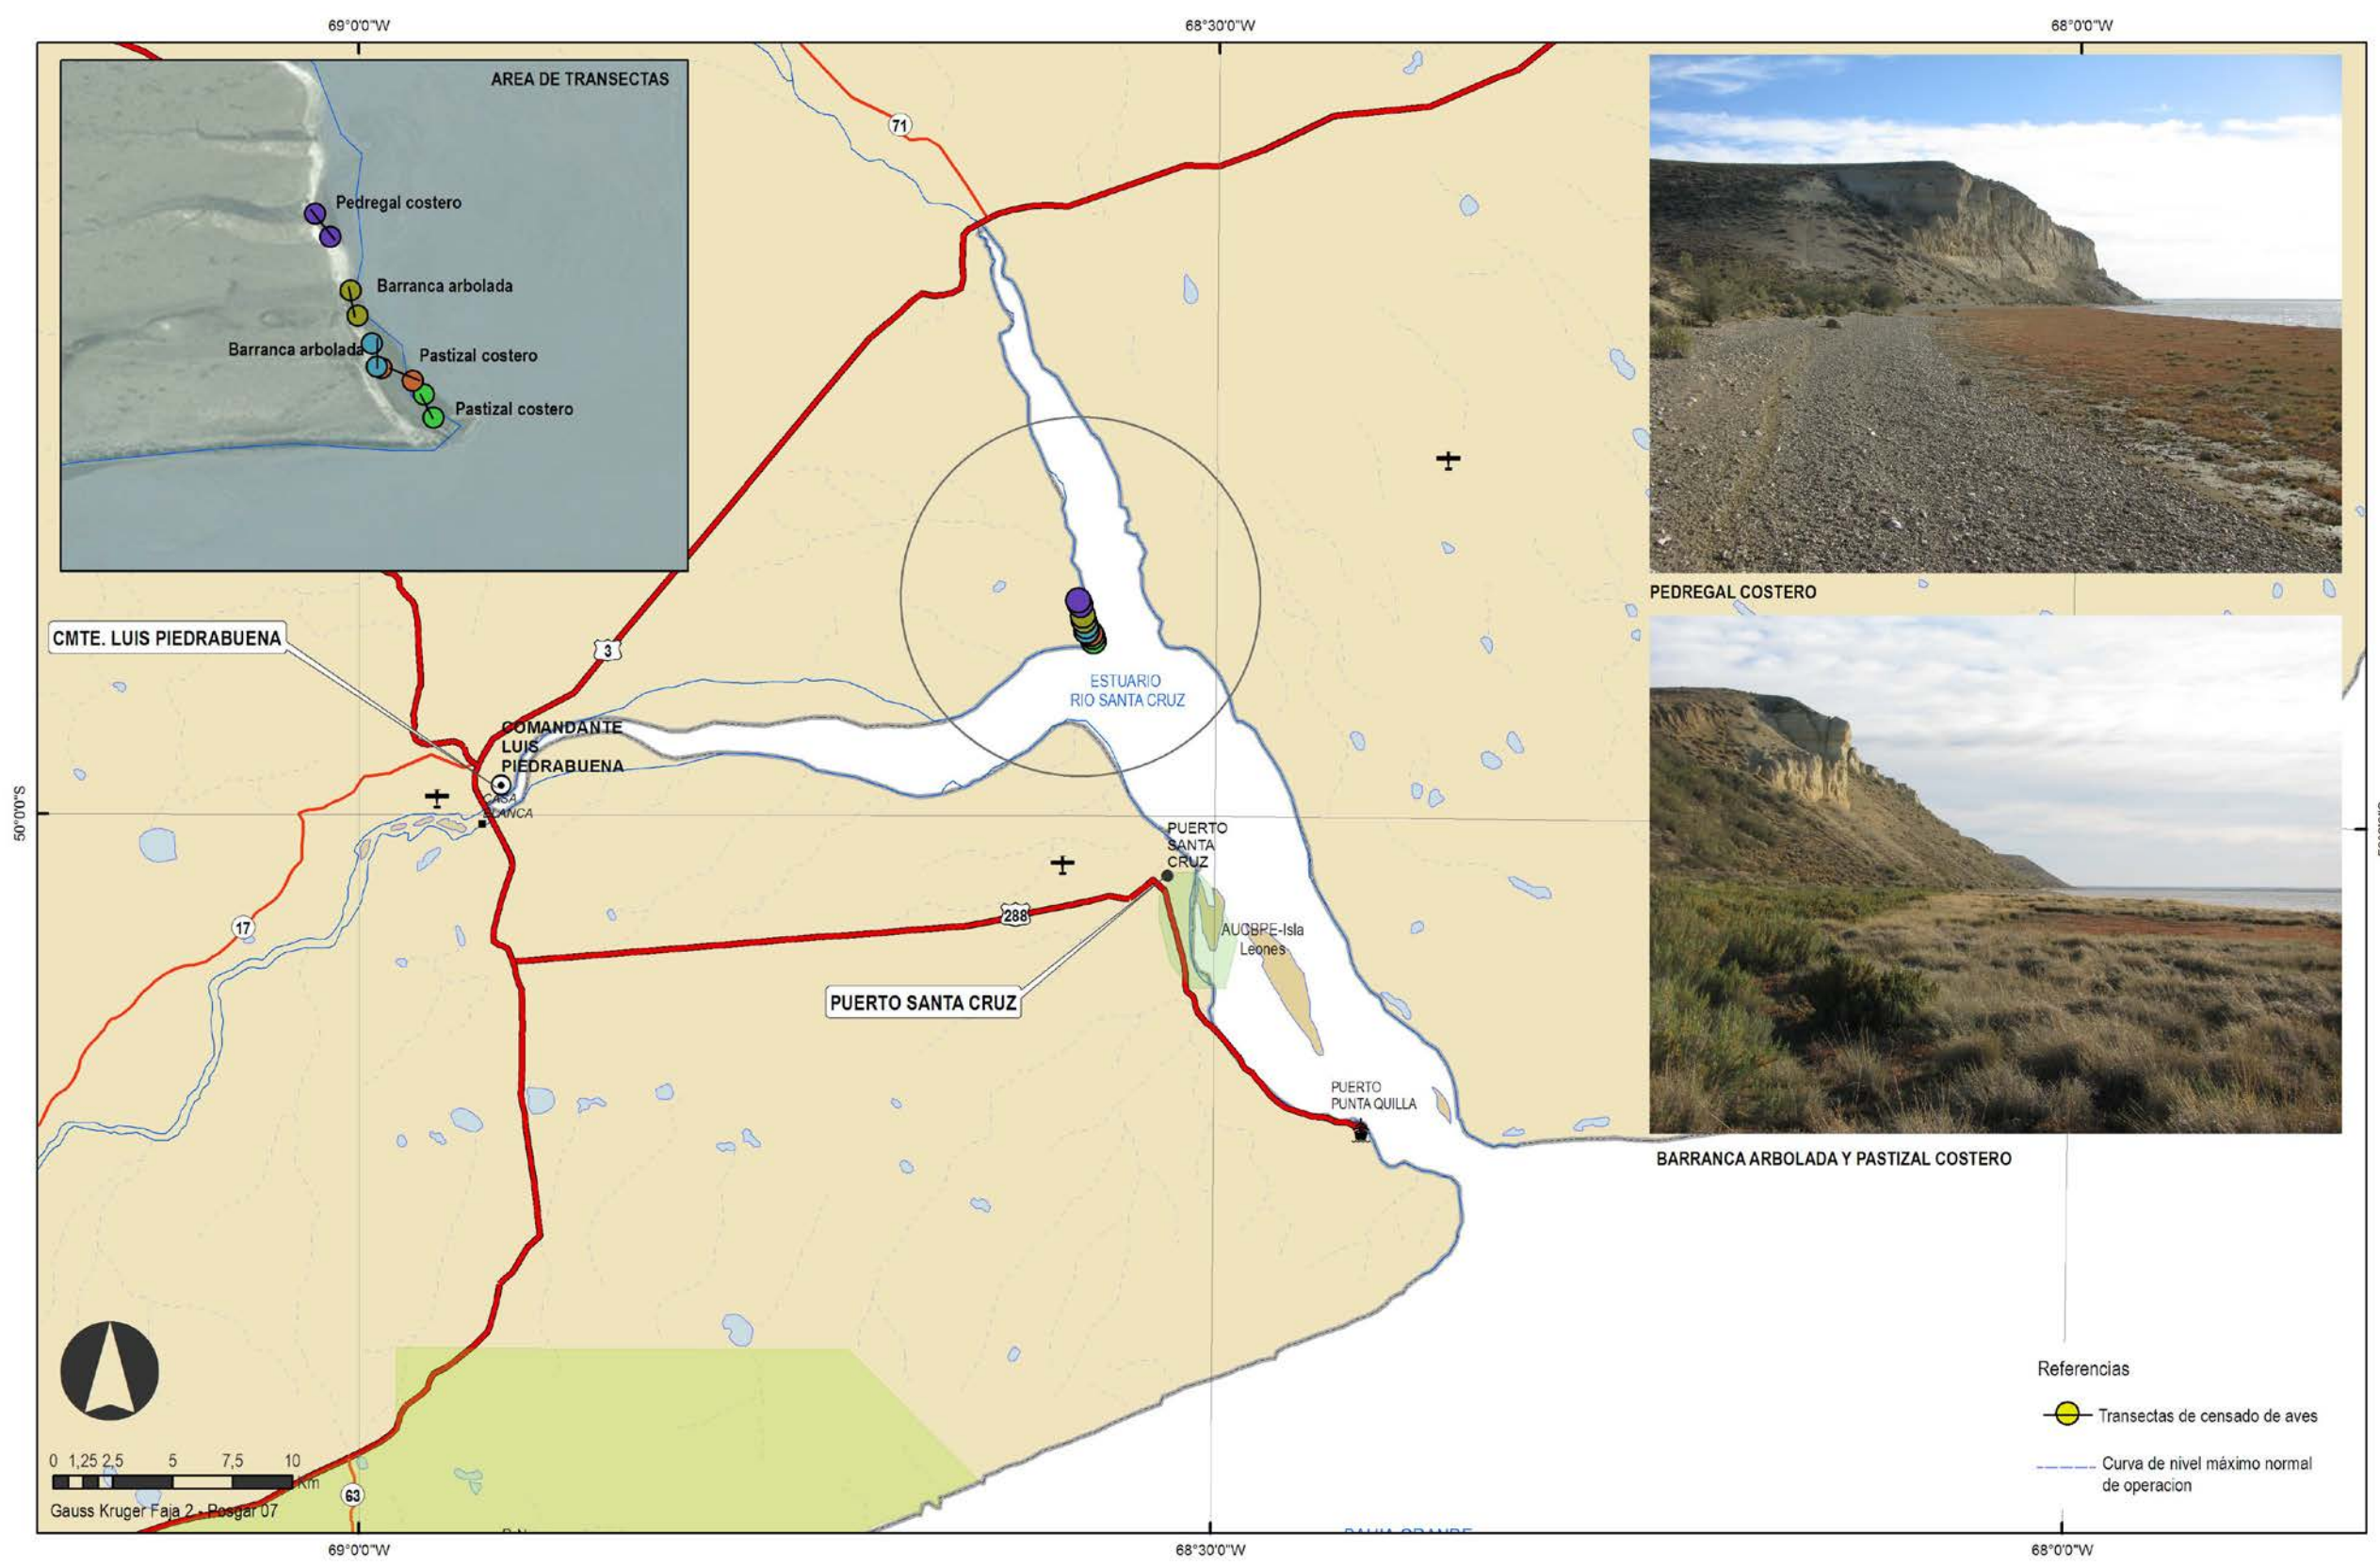 69°0'0"W
68°30'0"W
68°0'0"W
AREA DE TRANSECTAS
Pedregal costero
Barranca arbolada
Barranca arbolada
Pastizal costero
Pastizal costero
71
PEDREGAL COSTERO
CMTE. LUIS PIEDRABUENA
3
ESTUARIO
RIO SANTA CRUZ
COMANDANTE
LUIS
PIEDRABUENA
CASA
BLANCA
50°0'0"S
PUERTO
SANTA
CRUZ
17
288
AUCBPE-Isla
Leones
PUERTO SANTA CRUZ
PUERTO
PUNTA QUILLA
BARRANCA ARBOLADA Y PASTIZAL COSTERO
Referencias
Transectas de censado de aves
Curva de nivel máximo normal
de operacion
0 1,25 2,5 5 7,5 10
Km
Gauss Kruger Faja 2 - Posgar 07
63
BAHIA GRANDE
69°0'0"W
68°30'0"W
68°0'0"W